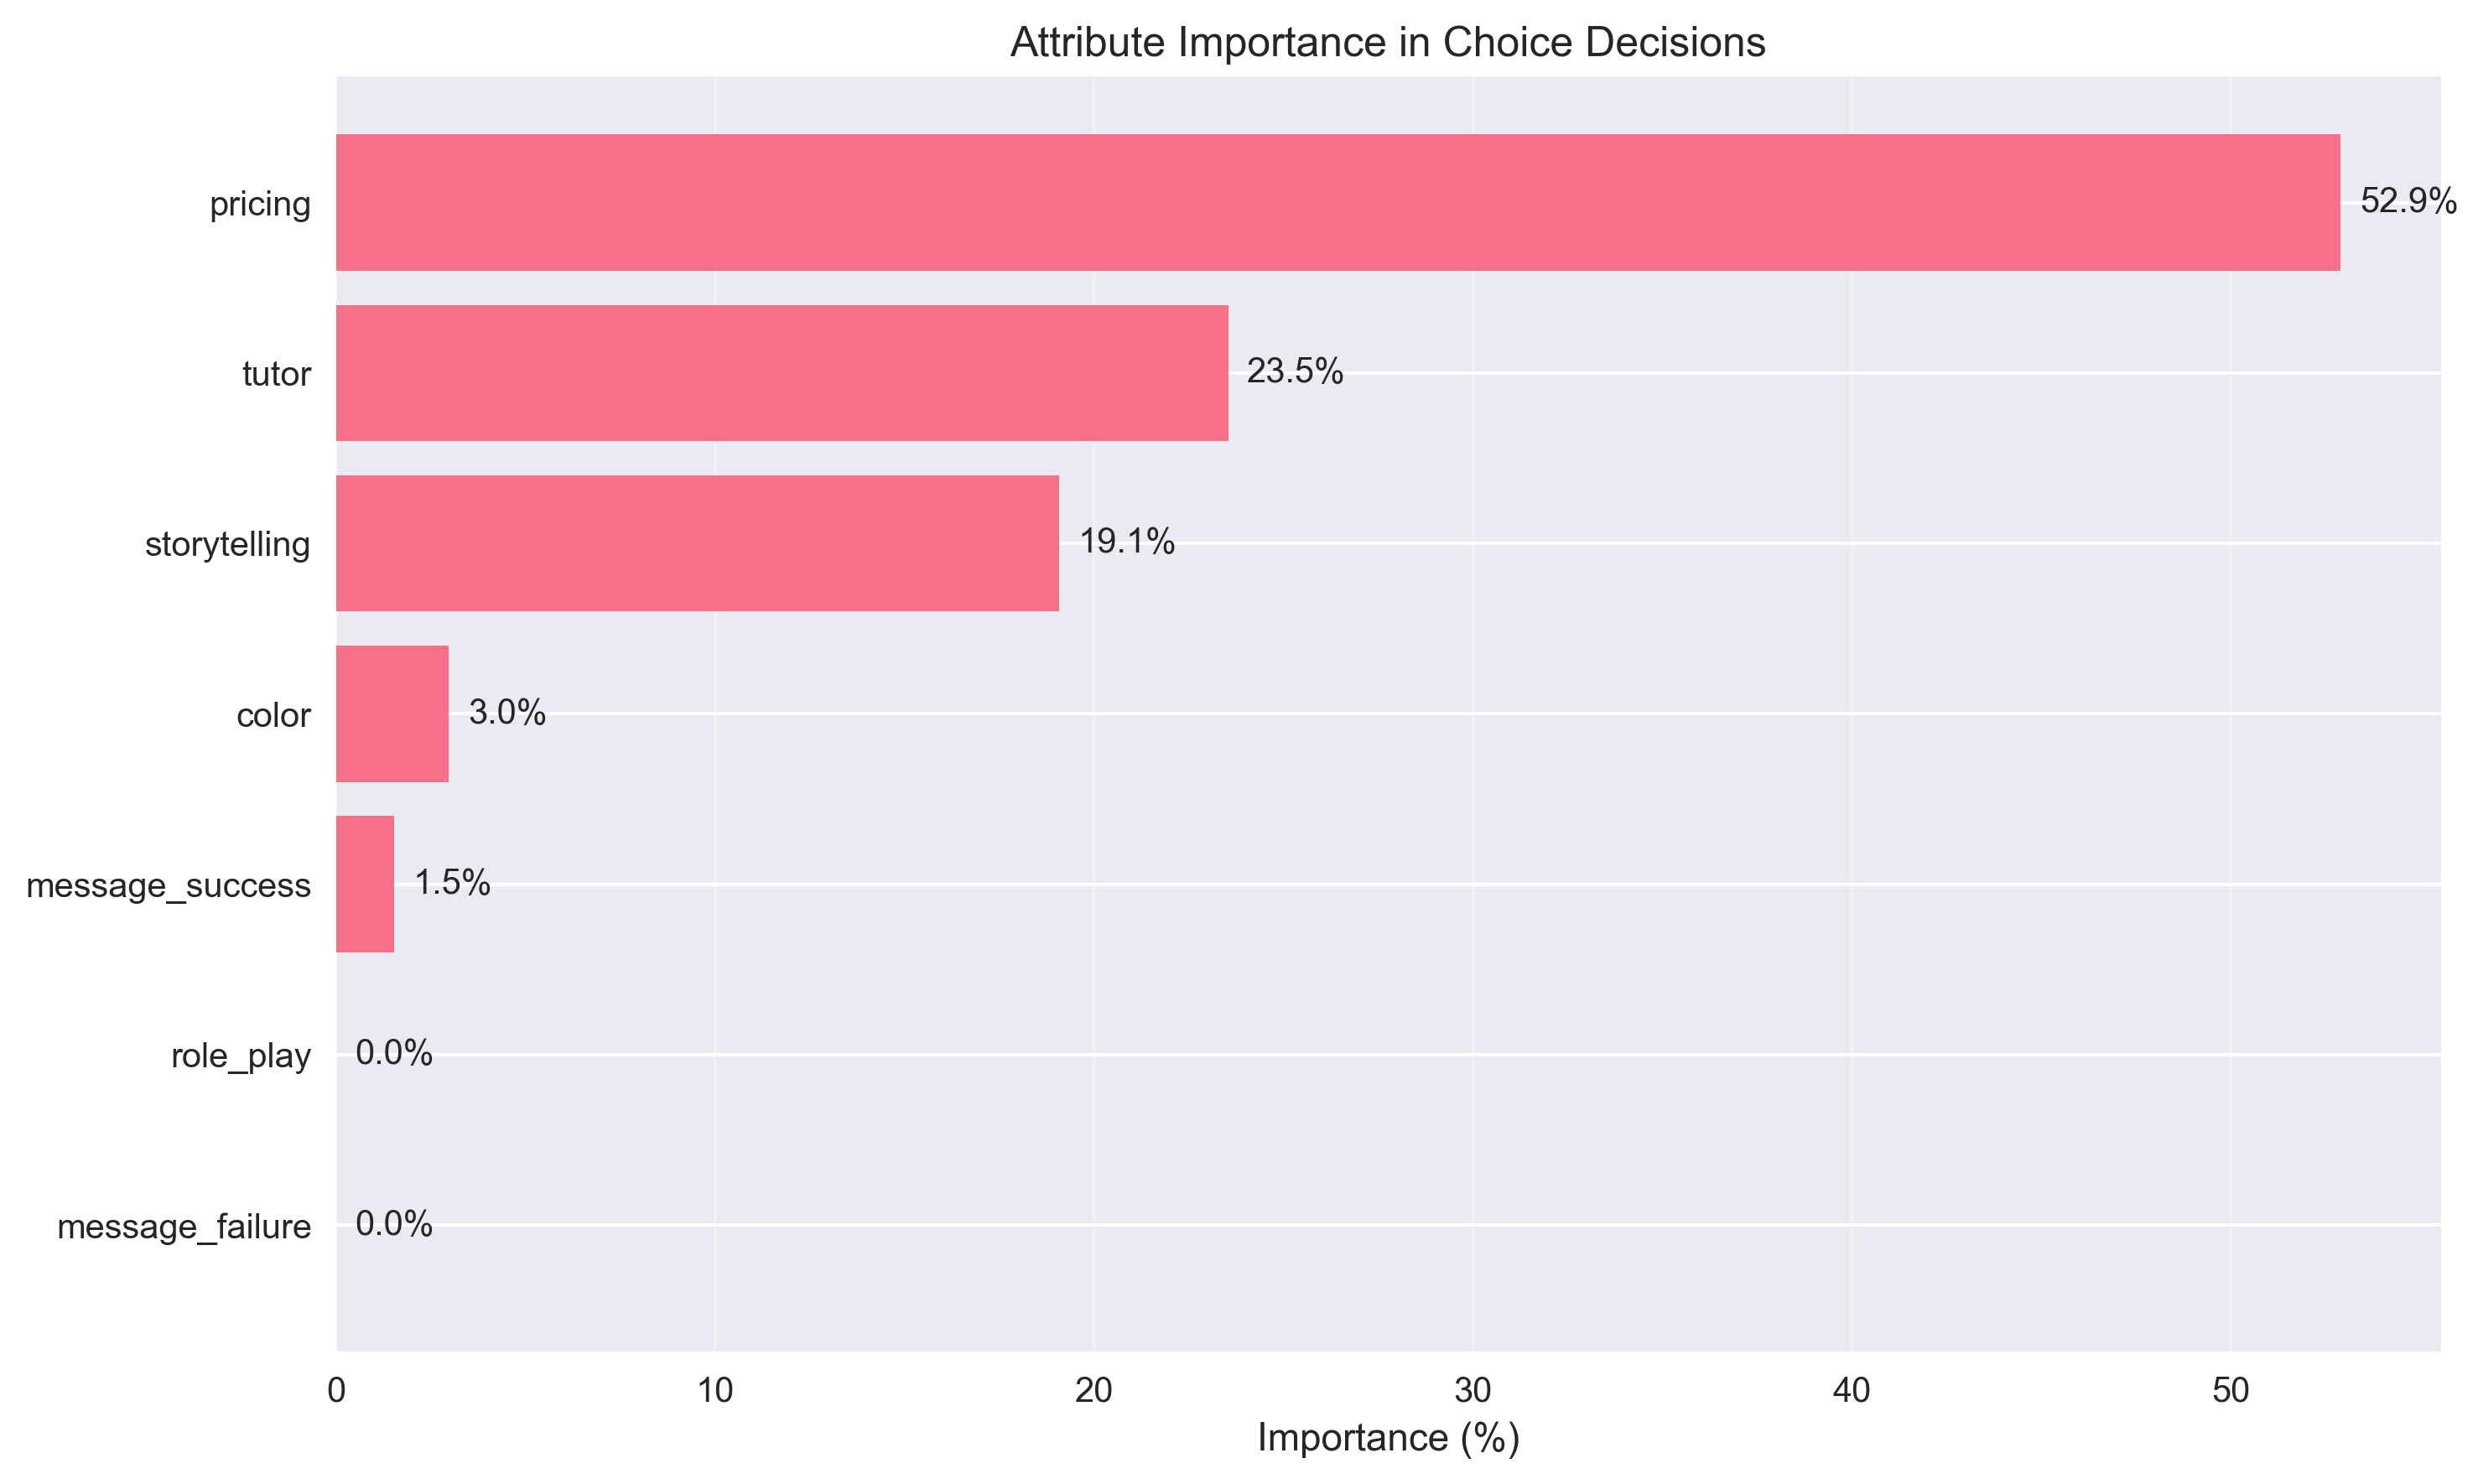 Attribute Importance in Choice Decisions
pricing 52.9%
tutor 23.5%
storytelling 19.1%
color 3.0%
message_success 1.5%
role_play 0.0%
message_failure 0.0%
0 10 20 30 40 50
Importance (%)